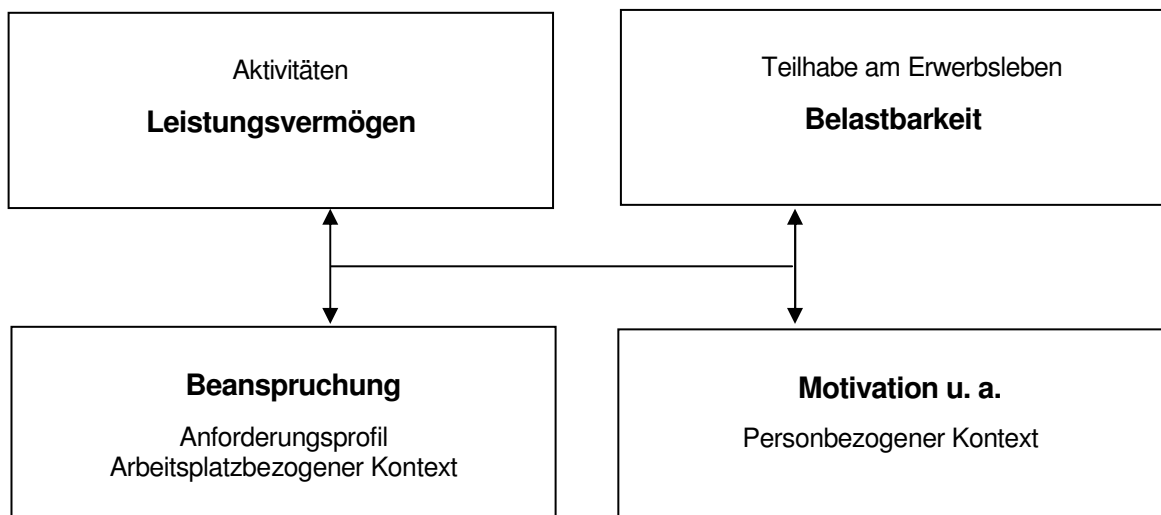 Aktivitäten
Leistungsvermögen
Teilhabe am Erwerbsleben
Belastbarkeit
Beanspruchung
Anforderungsprofil
Arbeitsplatzbezogener Kontext
Motivation u. a.
Personbezogener Kontext